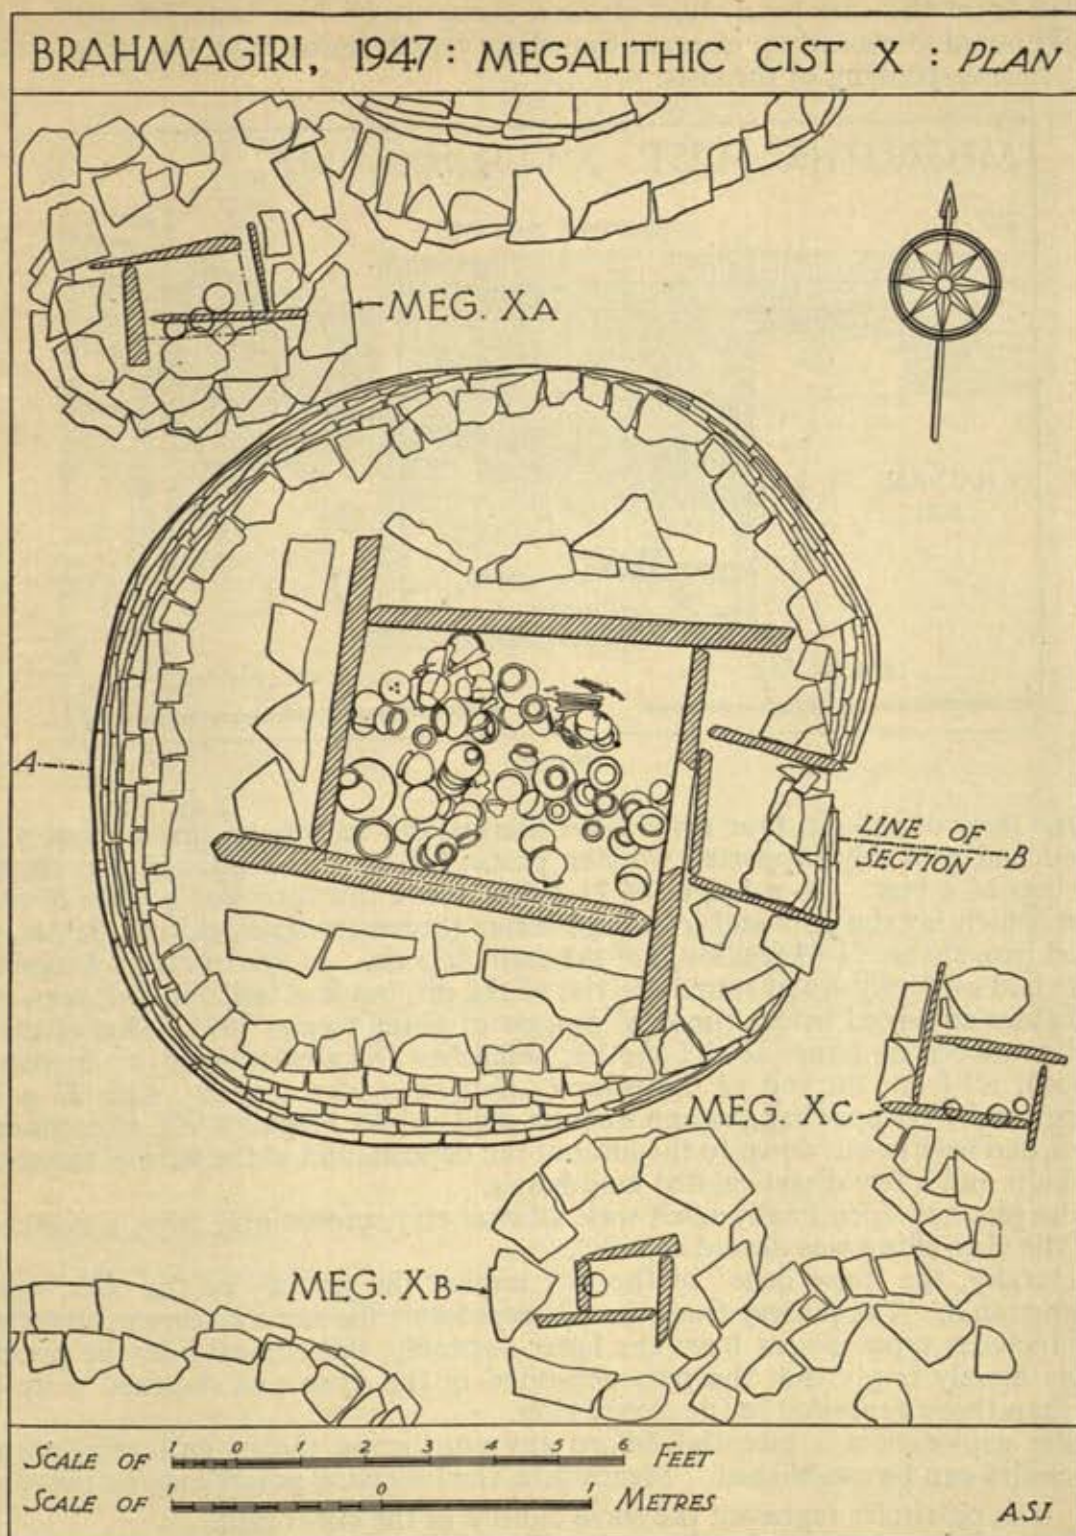 BRAHMAGIRI, 1947: MEGALITHIC CIST X : PLAN
MEG. XA
A
LINE OF
SECTION
B
MEG. XC
MEG. XB
SCALE OF 1 0 1 2 3 4 5 6 FEET
SCALE OF 1 0 1 METRES
A.S.I